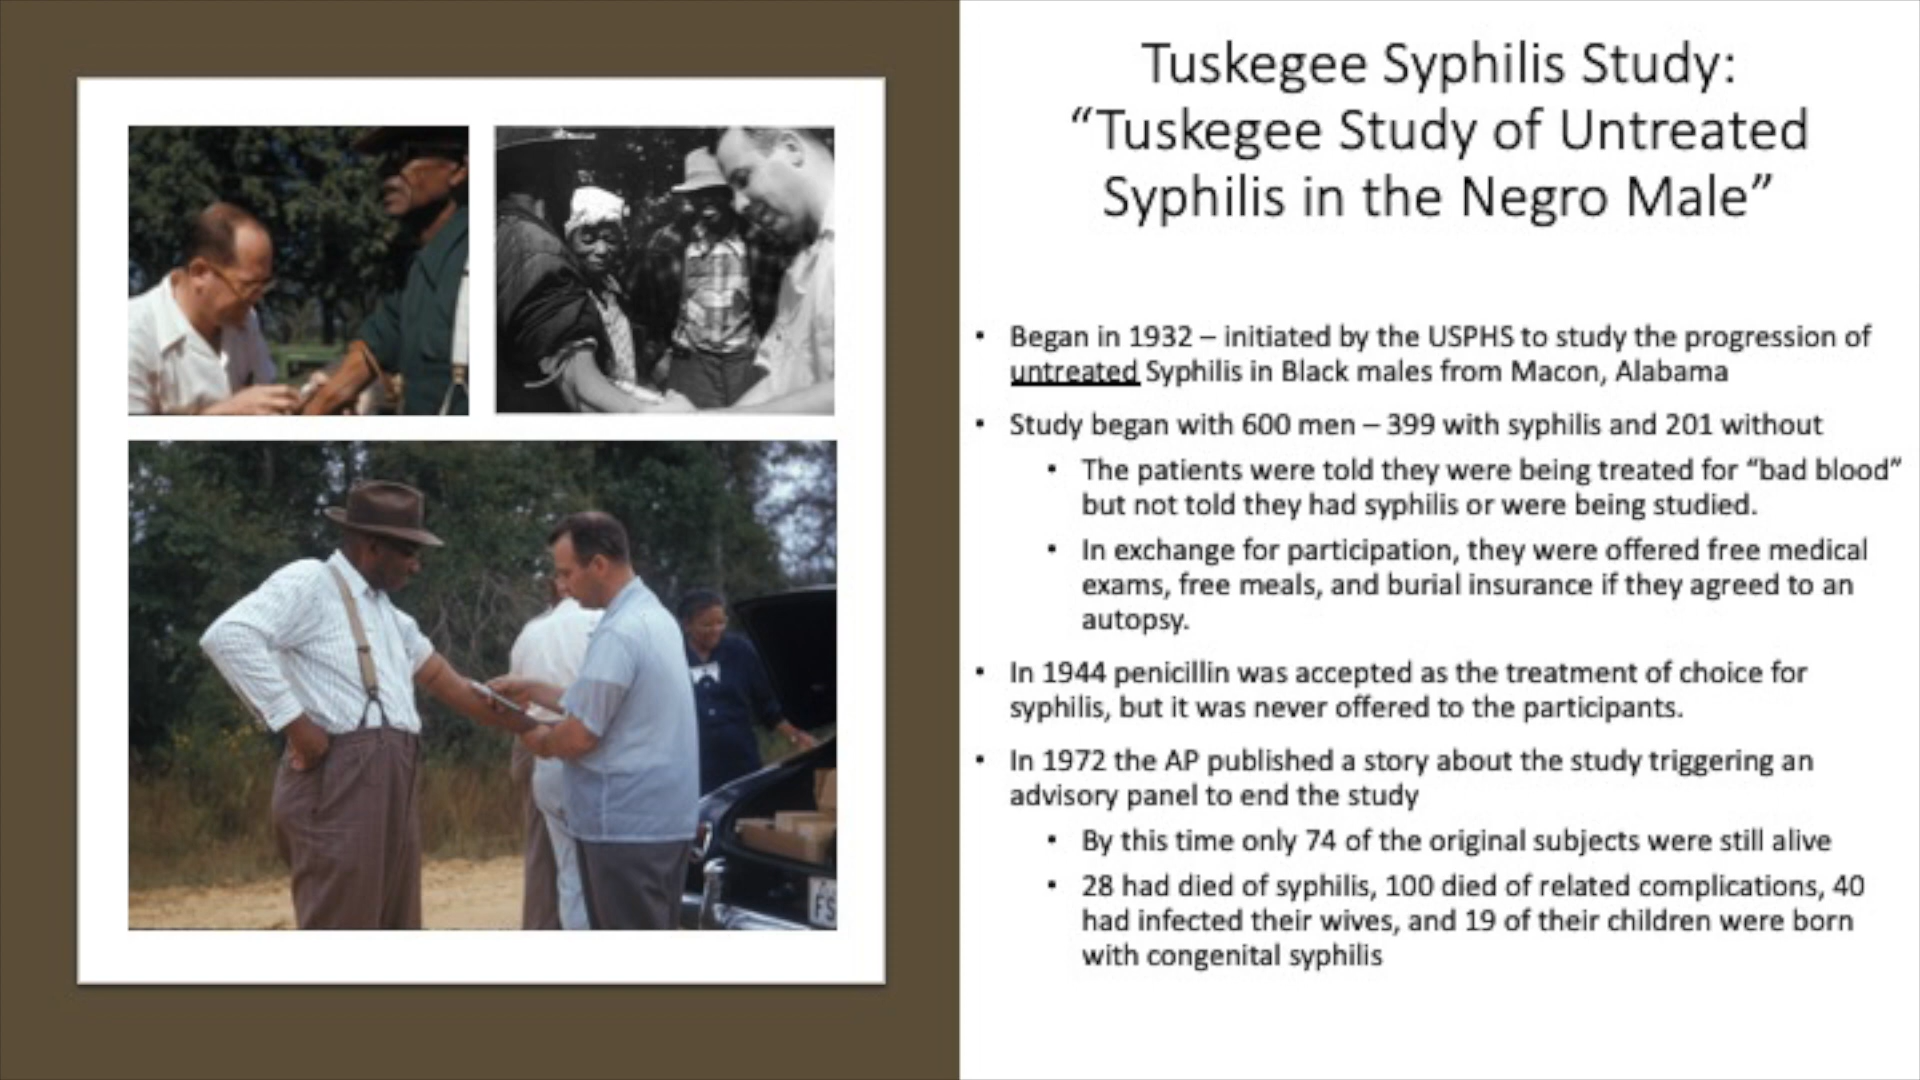 Tuskegee Syphilis Study:
“Tuskegee Study of Untreated
Syphilis in the Negro Male”
• Began in 1932 – initiated by the USPHS to study the progression of
untreated Syphilis in Black males from Macon, Alabama
• Study began with 600 men – 399 with syphilis and 201 without
• The patients were told they were being treated for “bad blood”
but not told they had syphilis or were being studied.
• In exchange for participation, they were offered free medical
exams, free meals, and burial insurance if they agreed to an
autopsy.
• In 1944 penicillin was accepted as the treatment of choice for
syphilis, but it was never offered to the participants.
• In 1972 the AP published a story about the study triggering an
advisory panel to end the study
• By this time only 74 of the original subjects were still alive
• 28 had died of syphilis, 100 died of related complications, 40
had infected their wives, and 19 of their children were born
with congenital syphilis